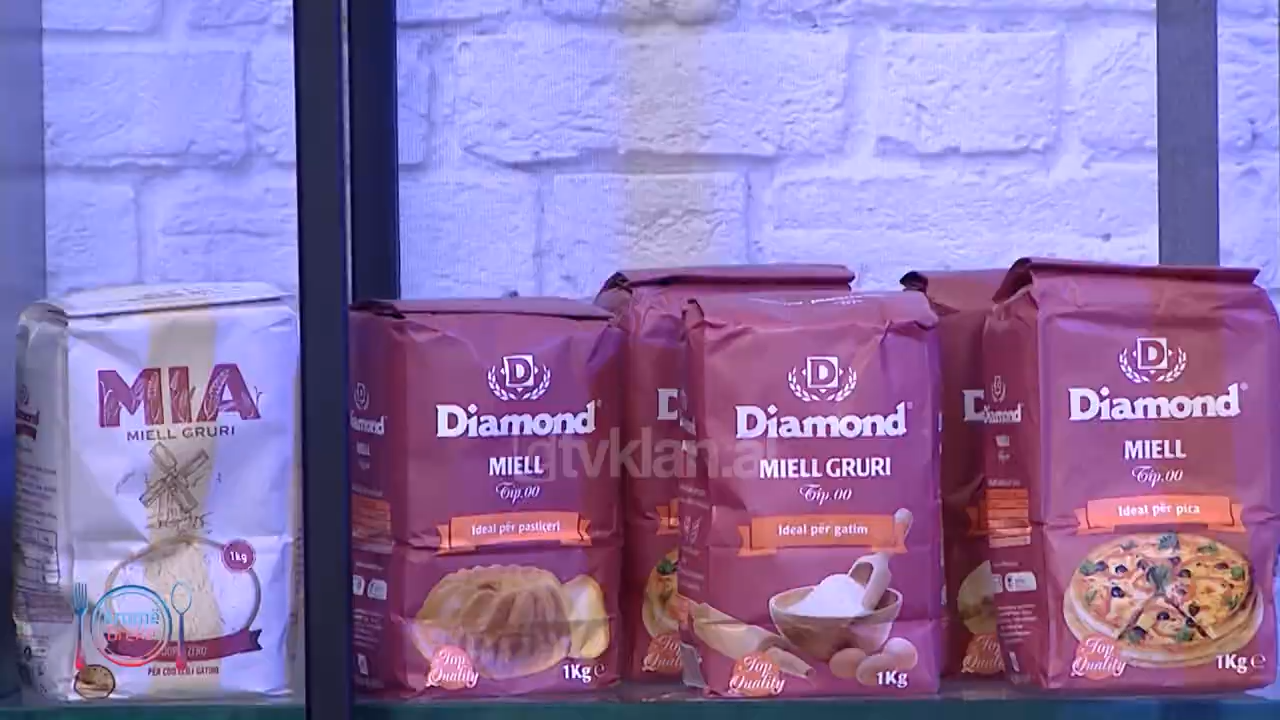 MIA
MIELL GRURI
1kg
D
Diamond
MIELL
Tip.00
Ideal për pastiçeri
Top
Quality
1Kg e
D
Diamond
MIELL GRURI
Tip.00
Ideal për gatim
Top
Quality
1Kg
D
Diamond
MIELL
Tip.00
Ideal për pica
Top
Quality
1Kg e
tvklan.al